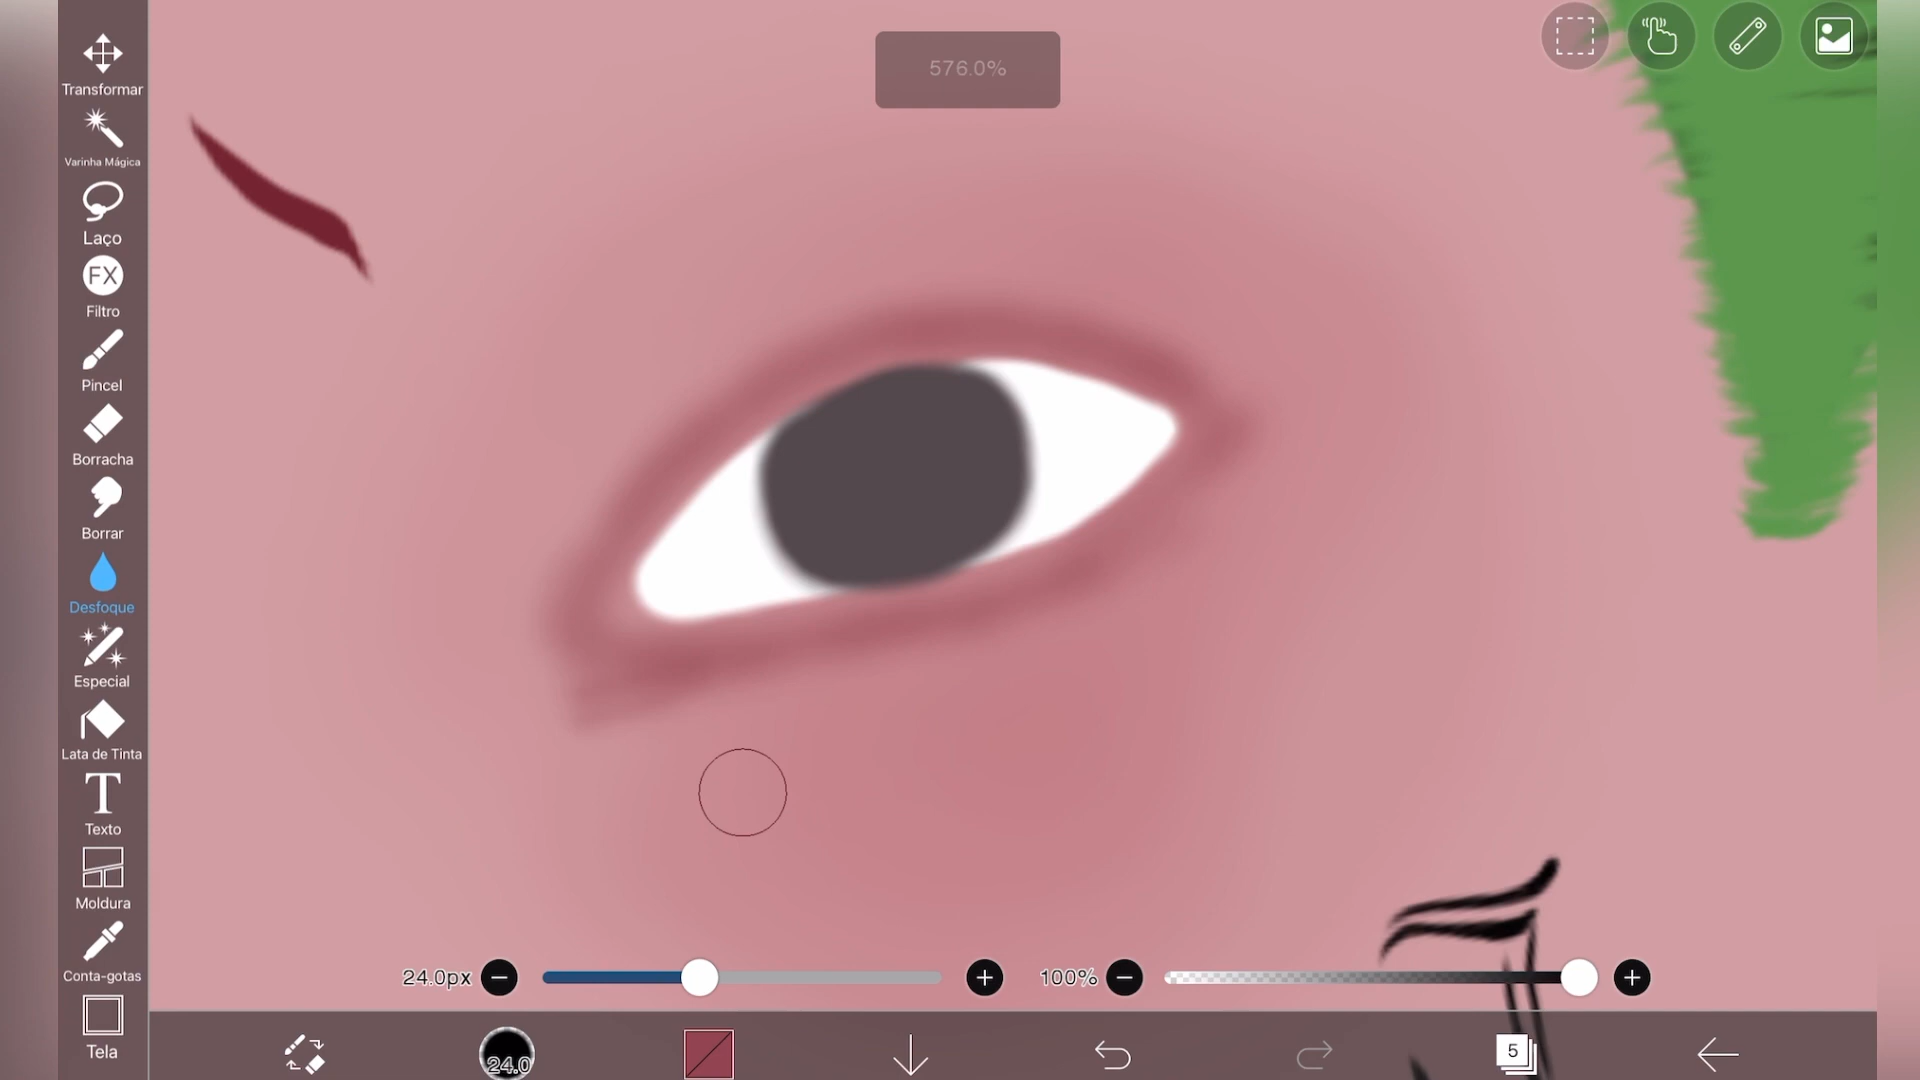 576.0%
Transformar
Varinha Mágica
Laço
FX
Filtro
Pincel
Borracha
Borrar
Desfoque
Especial
Lata de Tinta
T
Texto
Moldura
Conta-gotas
Tela
24.0px
100%
24.0
5